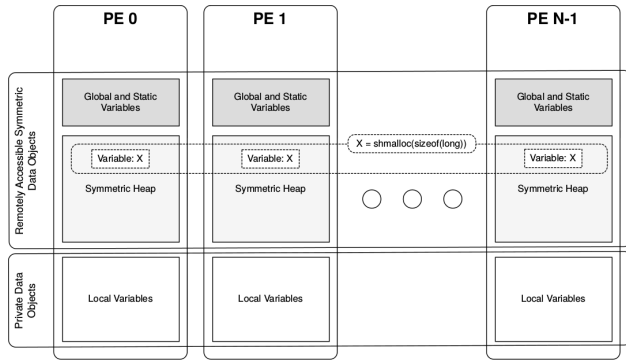 PE 0
PE 1
PE N-1
Remotely Accessible Symmetric
Data Objects
Global and Static
Variables
Global and Static
Variables
Global and Static
Variables
X = shmalloc(sizeof(long))
Variable: X
Variable: X
Variable: X
Symmetric Heap
Symmetric Heap
Symmetric Heap
Private Data
Objects
Local Variables
Local Variables
Local Variables